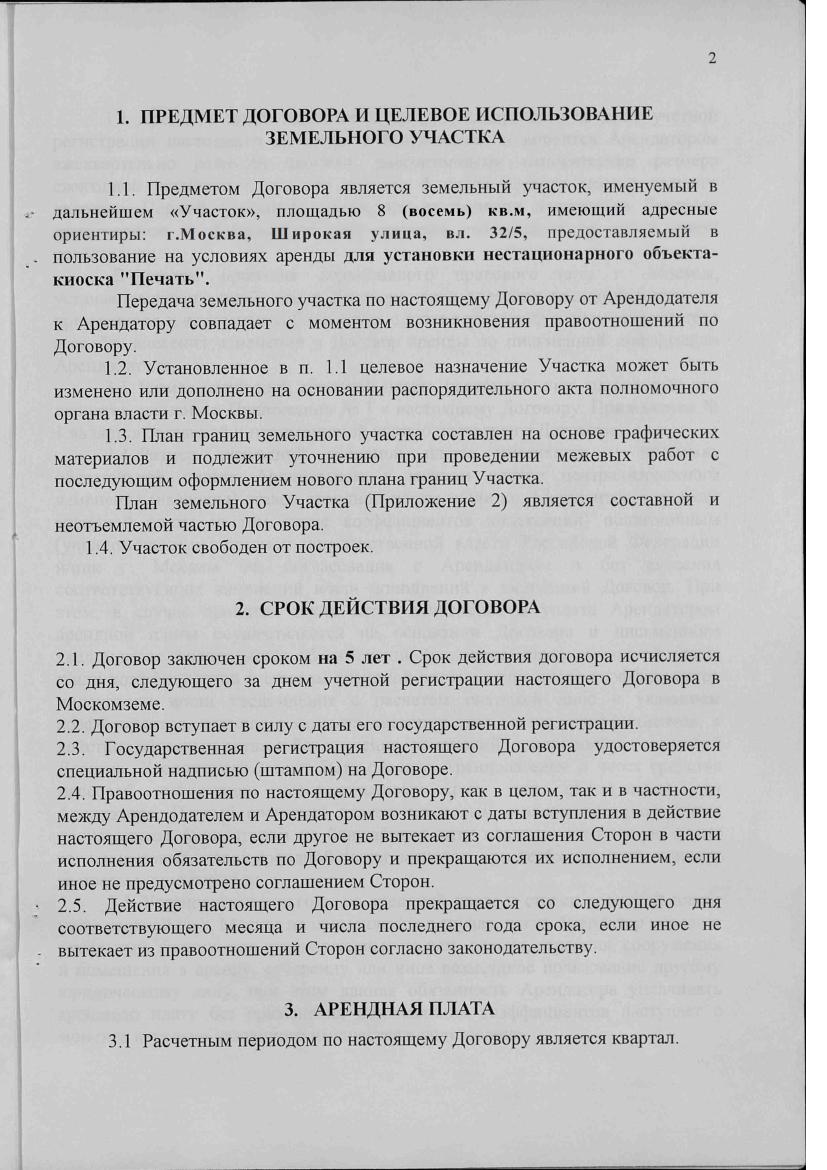 2
1. ПРЕДМЕТ ДОГОВОРА И ЦЕЛЕВОЕ ИСПОЛЬЗОВАНИЕ
ЗЕМЕЛЬНОГО УЧАСТКА
1.1. Предметом Договора является земельный участок, именуемый в
дальнейшем «Участок», площадью 8 (восемь) кв.м, имеющий адресные
ориентиры: г.Москва, Широкая улица, вл. 32/5, предоставляемый в
пользование на условиях аренды для установки нестационарного объекта-
киоска "Печать".
Передача земельного участка по настоящему Договору от Арендодателя
к Арендатору совпадает с моментом возникновения правоотношений по
Договору.
1.2. Установленное в п. 1.1 целевое назначение Участка может быть
изменено или дополнено на основании распорядительного акта полномочного
органа власти г. Москвы.
1.3. План границ земельного участка составлен на основе графических
материалов и подлежит уточнению при проведении межевых работ с
последующим оформлением нового плана границ Участка.
План земельного Участка (Приложение 2) является составной и
неотъемлемой частью Договора.
1.4. Участок свободен от построек.
2. СРОК ДЕЙСТВИЯ ДОГОВОРА
2.1. Договор заключен сроком на 5 лет . Срок действия договора исчисляется
со дня, следующего за днем учетной регистрации настоящего Договора в
Москомземе.
2.2. Договор вступает в силу с даты его государственной регистрации.
2.3. Государственная регистрация настоящего Договора удостоверяется
специальной надписью (штампом) на Договоре.
2.4. Правоотношения по настоящему Договору, как в целом, так и в частности,
между Арендодателем и Арендатором возникают с даты вступления в действие
настоящего Договора, если другое не вытекает из соглашения Сторон в части
исполнения обязательств по Договору и прекращаются их исполнением, если
иное не предусмотрено соглашением Сторон.
2.5. Действие настоящего Договора прекращается со следующего дня
соответствующего месяца и числа последнего года срока, если иное не
вытекает из правоотношений Сторон согласно законодательству.
3. АРЕНДНАЯ ПЛАТА
3.1 Расчетным периодом по настоящему Договору является квартал.